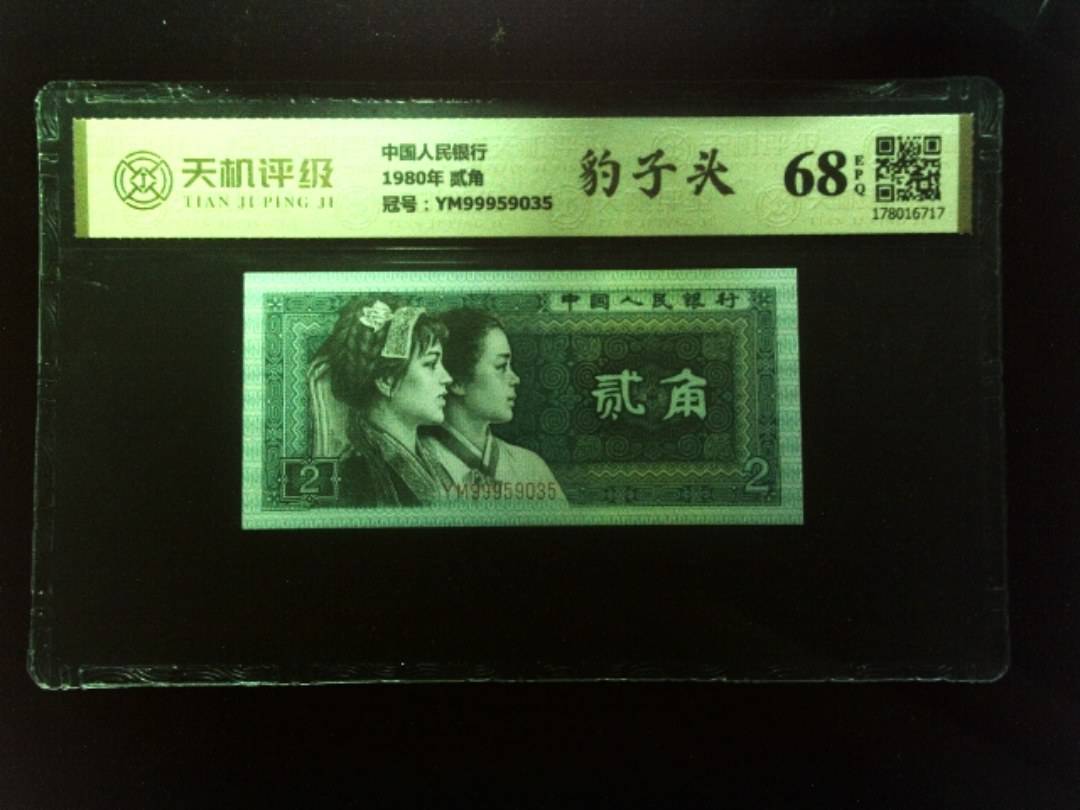 天机评级
TIAN JI PING JI
中国人民银行
1980年 贰角
冠号：YM99959035
豹子头
68
EPQ
178016717
中国人民银行
贰角
2
YM99959035
2